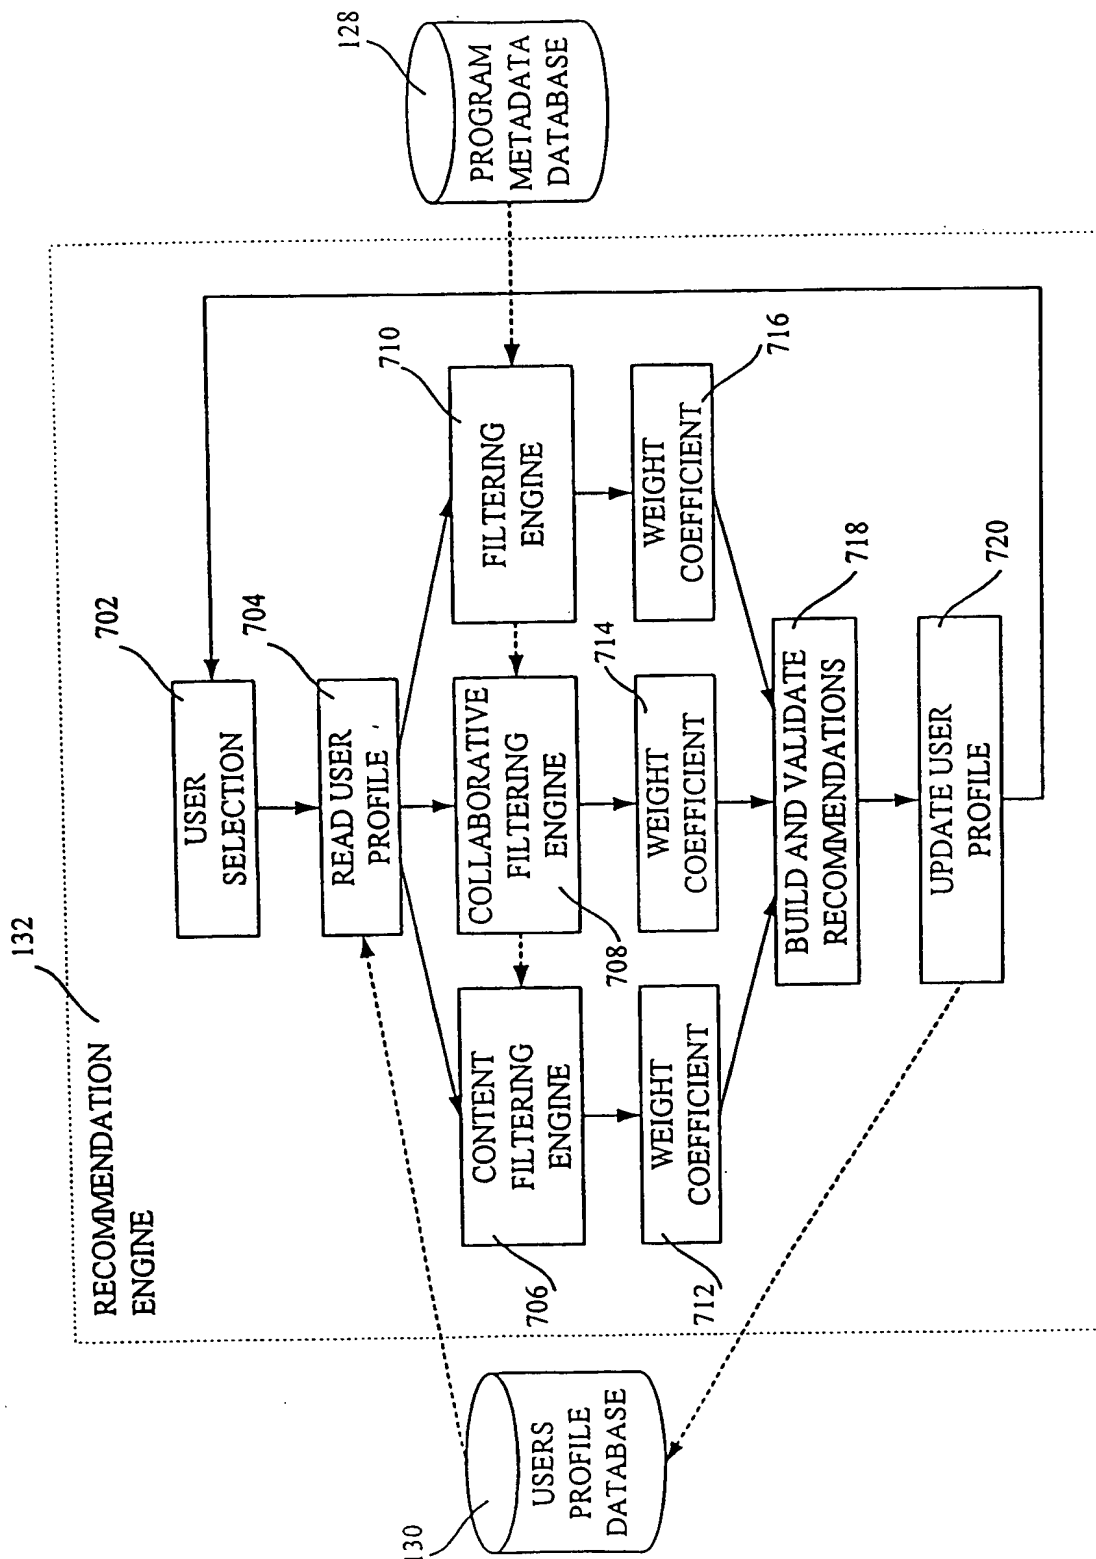 RECOMMENDATION
ENGINE
132
USER
SELECTION
702
READ USER
PROFILE
704
CONTENT
FILTERING
ENGINE
706
COLLABORATIVE
FILTERING
ENGINE
708
FILTERING
ENGINE
710
WEIGHT
COEFFICIENT
712
WEIGHT
COEFFICIENT
714
WEIGHT
COEFFICIENT
716
BUILD AND VALIDATE
RECOMMENDATIONS
718
UPDATE USER
PROFILE
720
USERS
PROFILE
DATABASE
130
PROGRAM
METADATA
DATABASE
128